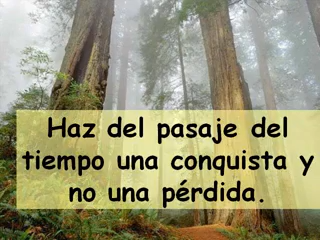 Haz del pasaje del
tiempo una conquista y
no una pérdida.